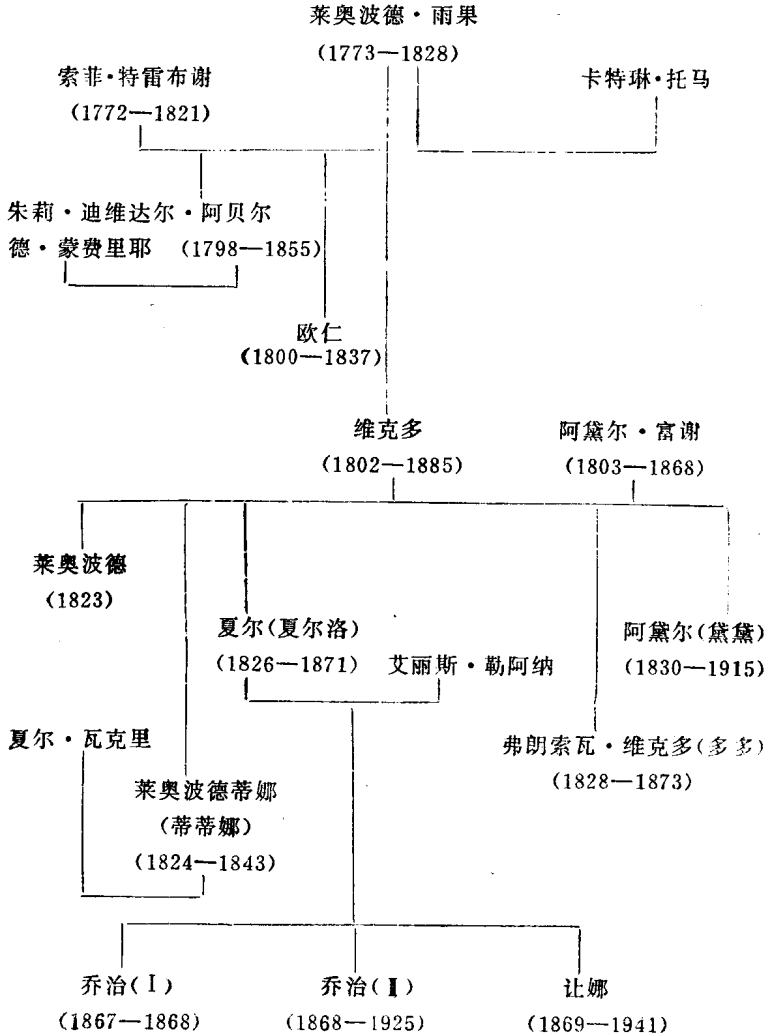 莱奥波德·雨果
(1773—1828)
索菲·特雷布谢
(1772—1821)
卡特琳·托马
朱莉·迪维达尔·阿贝尔
德·蒙费里耶 (1798—1855)
欧仁
(1800—1837)
维克多
(1802—1885)
阿黛尔·富谢
(1803—1868)
莱奥波德
(1823)
夏尔(夏尔洛)
(1826—1871)
艾丽斯·勒阿纳
阿黛尔(黛黛)
(1830—1915)
夏尔·瓦克里
莱奥波德蒂娜
(蒂蒂娜)
(1824—1843)
弗朗索瓦·维克多(多多)
(1828—1873)
乔治(Ⅰ)
(1867—1868)
乔治(Ⅱ)
(1868—1925)
让娜
(1869—1941)